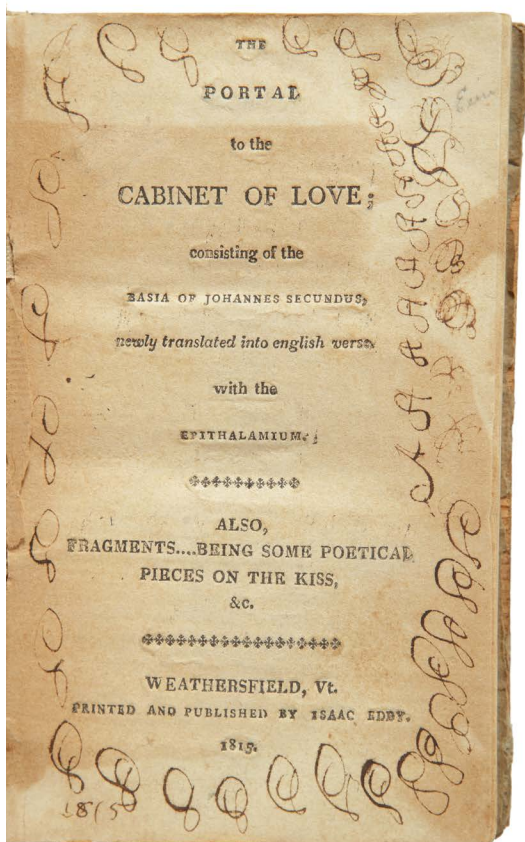 THE
PORTAL
to the
CABINET OF LOVE;
consisting of the
BASIA OF JOHANNES SECUNDUS,
newly translated into english verse,
with the
EPITHALAMIUM.;
ALSO,
FRAGMENTS....BEING SOME POETICAL
PIECES ON THE KISS,
&c.
WEATHERSFIELD, Vt.
PRINTED AND PUBLISHED BY ISAAC EDDY.
1815.
1815
A A A A A A A